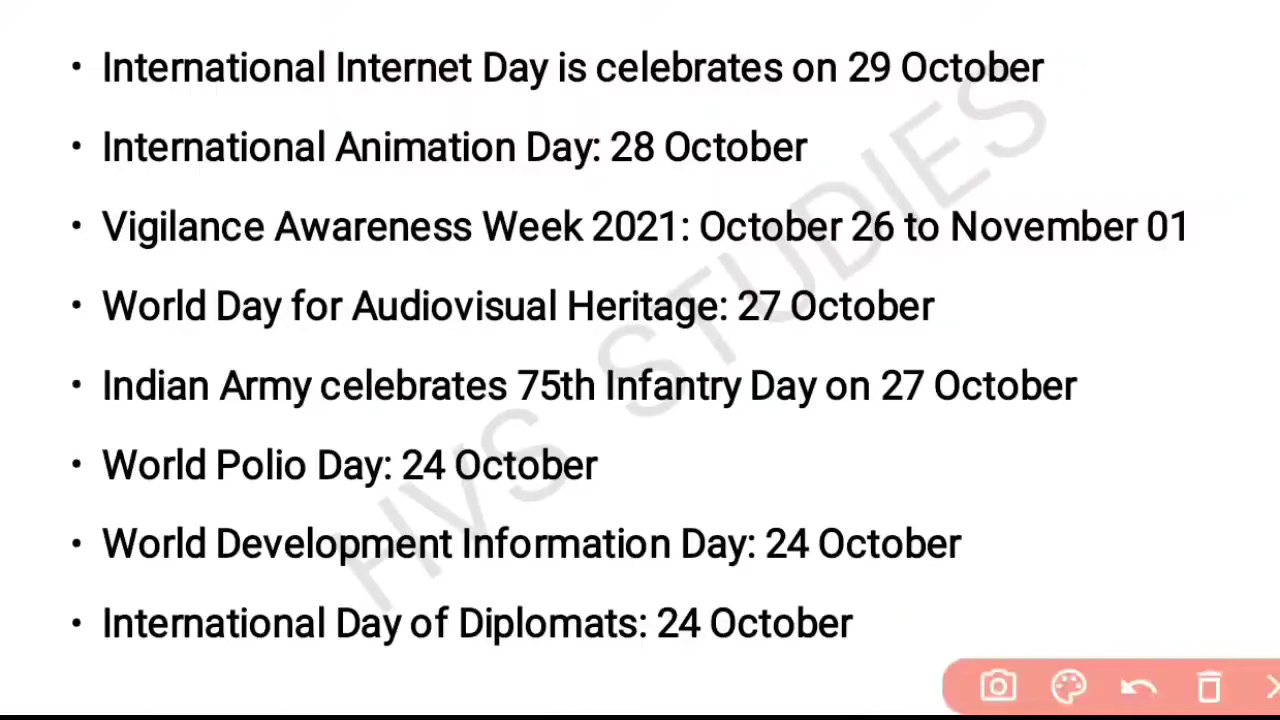 • International Internet Day is celebrates on 29 October
• International Animation Day: 28 October
• Vigilance Awareness Week 2021: October 26 to November 01
• World Day for Audiovisual Heritage: 27 October
• Indian Army celebrates 75th Infantry Day on 27 October
• World Polio Day: 24 October
• World Development Information Day: 24 October
• International Day of Diplomats: 24 October
HVS STUDIES